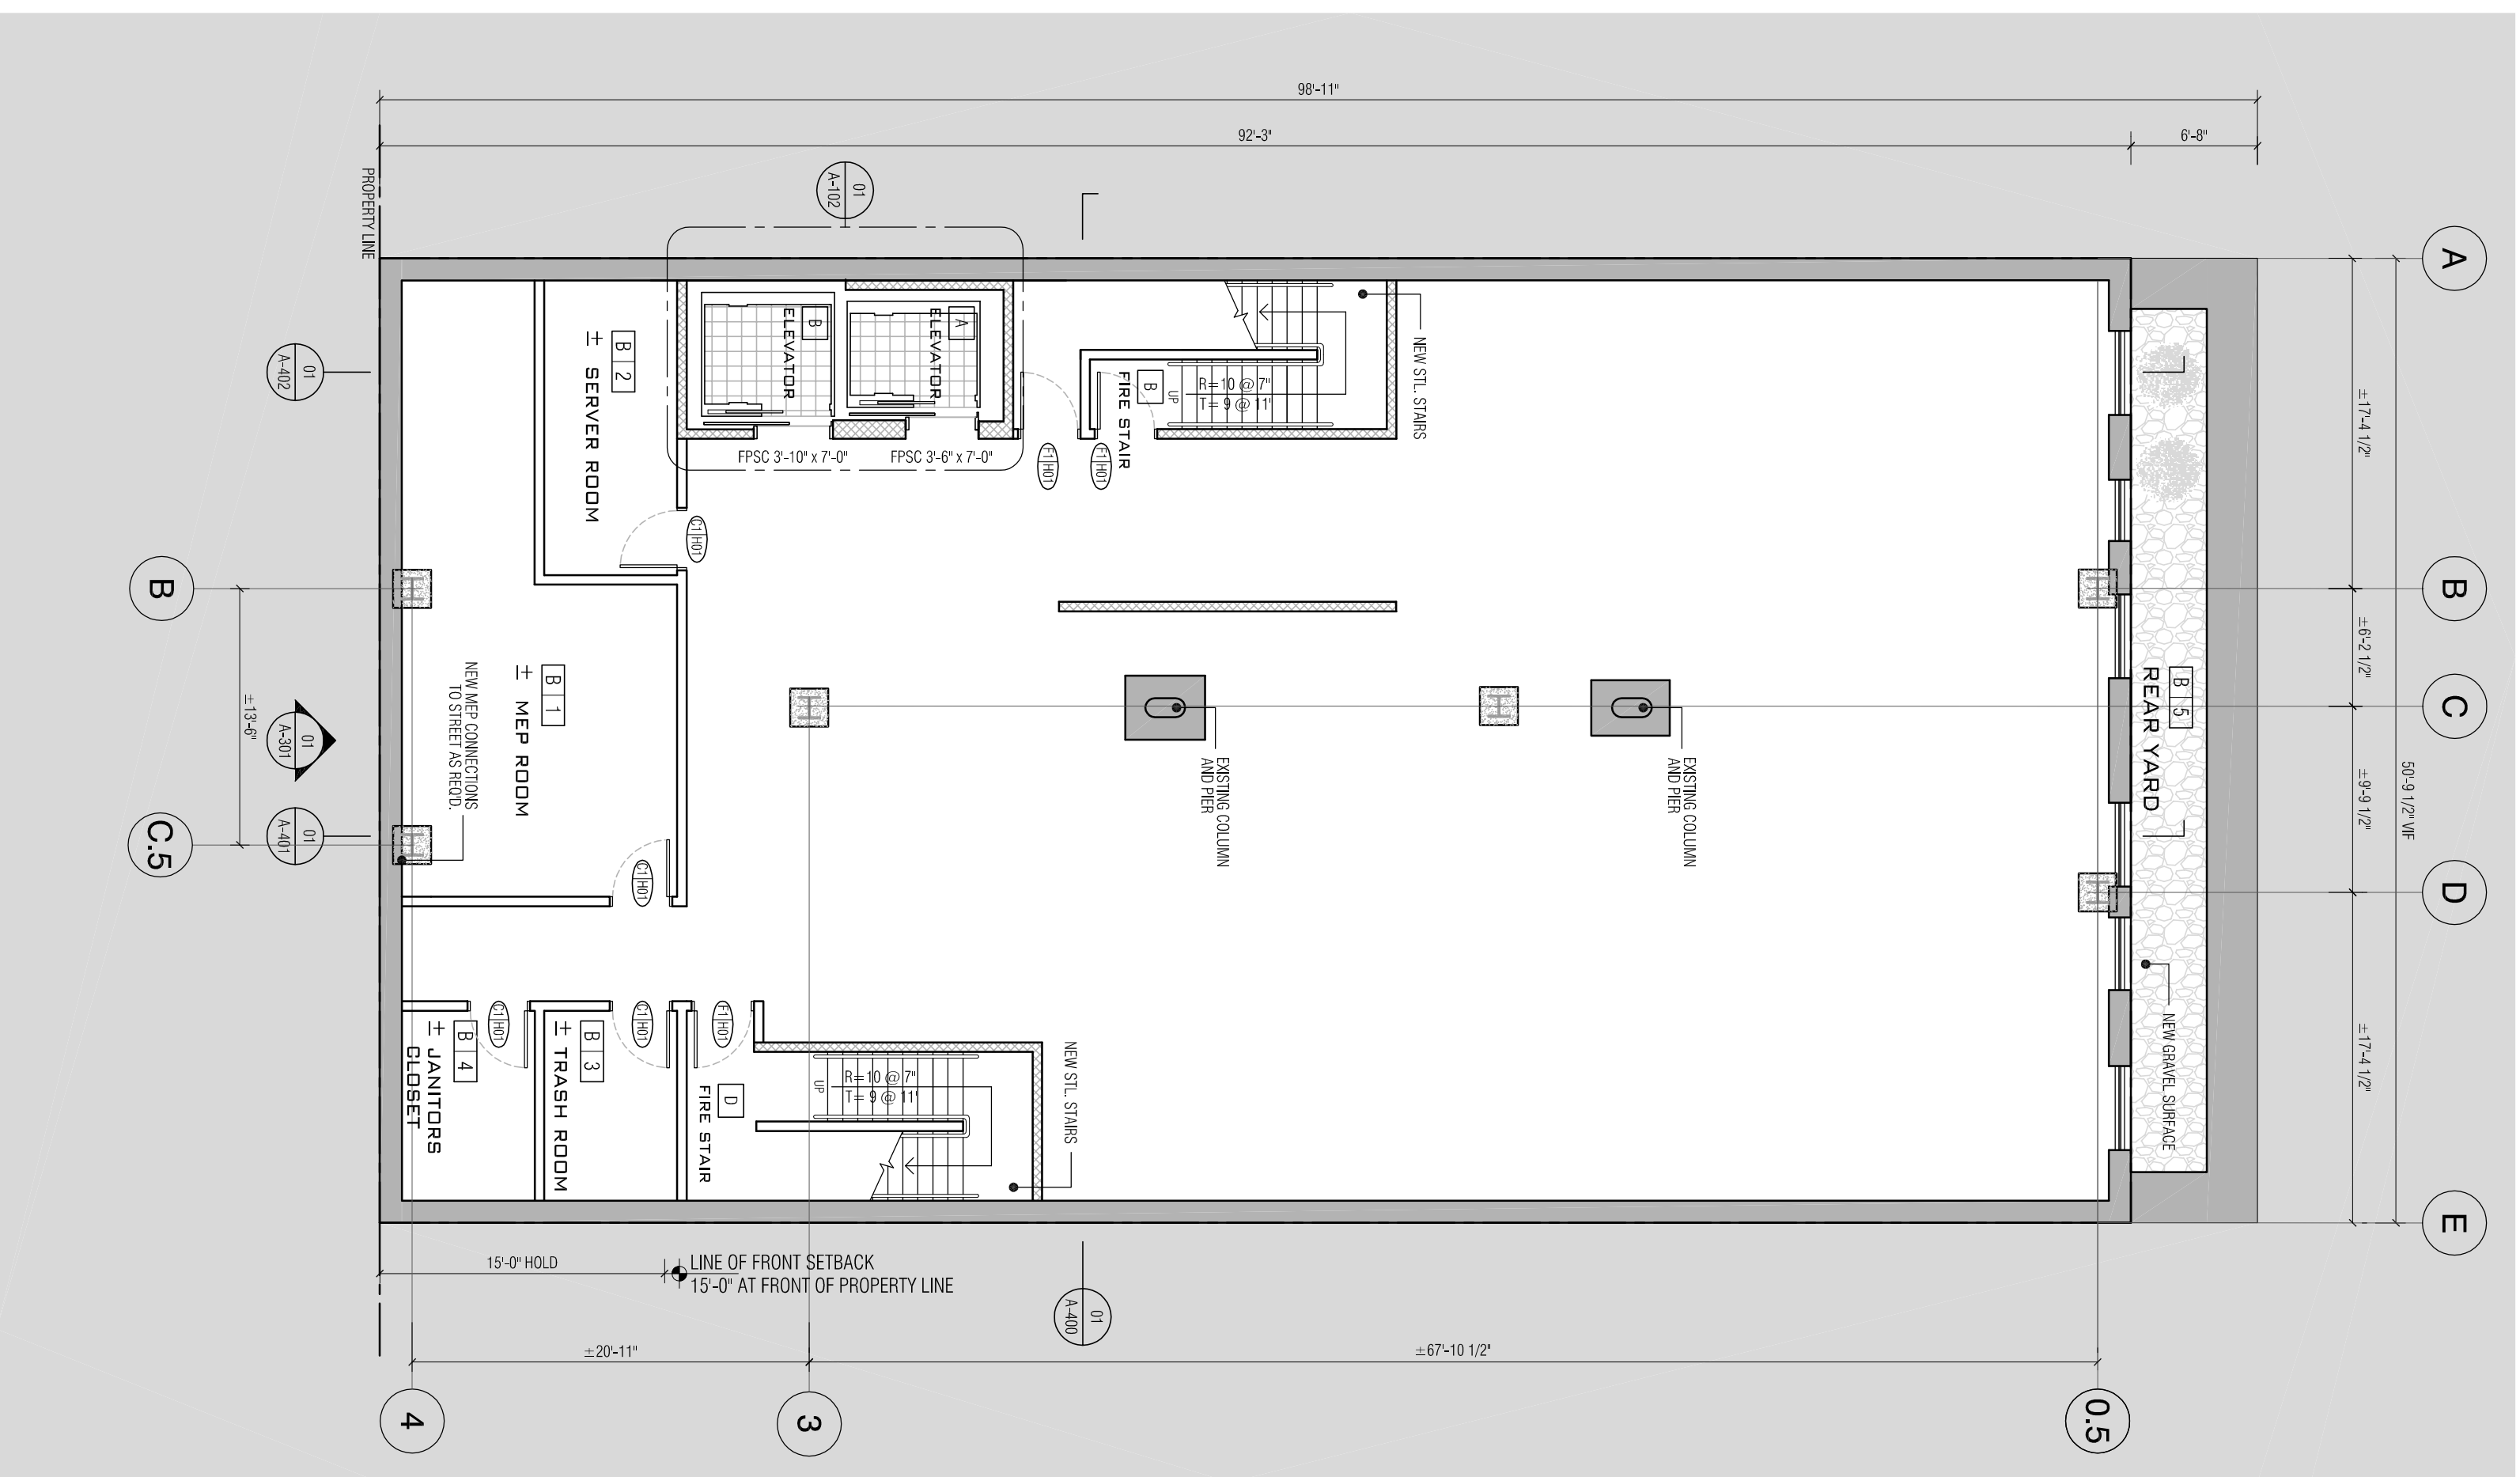 98'-11"
92'-3"
6'-8"
PROPERTY LINE
01
A-102
A
ELEVATOR
B
ELEVATOR
A
FPSC 3'-10" x 7'-0"
FPSC 3'-6" x 7'-0"
B
FIRE STAIR
UP
R=10 @ 7"
T= 9 @ 11'
NEW STL. STAIRS
F1 H01
F1 H01
01
A-402
B 2
± SERVER ROOM
C1 H01
±17'-4 1/2"
B
B
±6'-2 1/2"
B 1
± MEP ROOM
NEW MEP CONNECTIONS
TO STREET AS REQ'D.
±13'-6"
01
A-301
EXISTING COLUMN
AND PIER
EXISTING COLUMN
AND PIER
B 5
REAR YARD
C
50'-9 1/2" VIF
±9'-9 1/2"
C.5
01
A-401
C1 H01
D
C1 H01
C1 H01
F1 H01
B 4
± JANITORS
CLOSET
B 3
± TRASH ROOM
D
FIRE STAIR
UP
R=10 @ 7"
T= 9 @ 11'
NEW STL. STAIRS
NEW GRAVEL SURFACE
±17'-4 1/2"
E
15'-0" HOLD
LINE OF FRONT SETBACK
15'-0" AT FRONT OF PROPERTY LINE
01
A-400
±20'-11"
±67'-10 1/2"
4
3
0.5